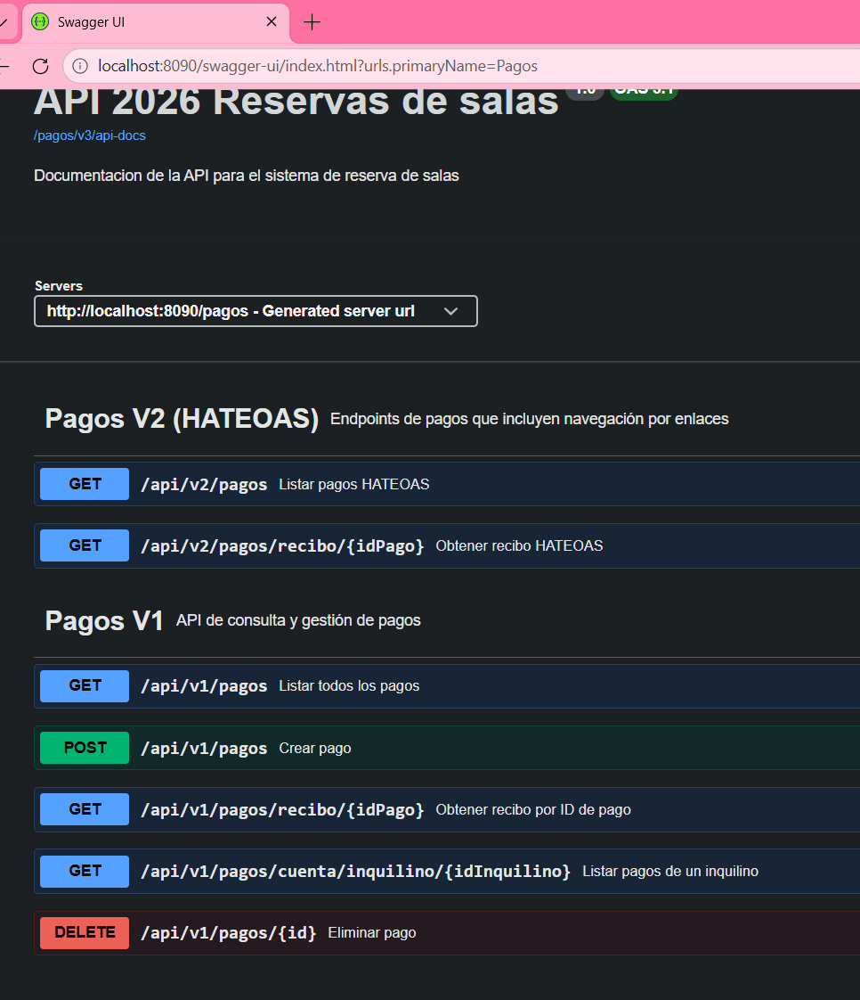 Swagger UI
localhost:8090/swagger-ui/index.html?urls.primaryName=Pagos
API 2026 Reservas de salas 1.0 OAS 3.1
/pagos/v3/api-docs
Documentacion de la API para el sistema de reserva de salas
Servers
http://localhost:8090/pagos - Generated server url
Pagos V2 (HATEOAS) Endpoints de pagos que incluyen navegación por enlaces
GET /api/v2/pagos Listar pagos HATEOAS
GET /api/v2/pagos/recibo/{idPago} Obtener recibo HATEOAS
Pagos V1 API de consulta y gestión de pagos
GET /api/v1/pagos Listar todos los pagos
POST /api/v1/pagos Crear pago
GET /api/v1/pagos/recibo/{idPago} Obtener recibo por ID de pago
GET /api/v1/pagos/cuenta/inquilino/{idInquilino} Listar pagos de un inquilino
DELETE /api/v1/pagos/{id} Eliminar pago